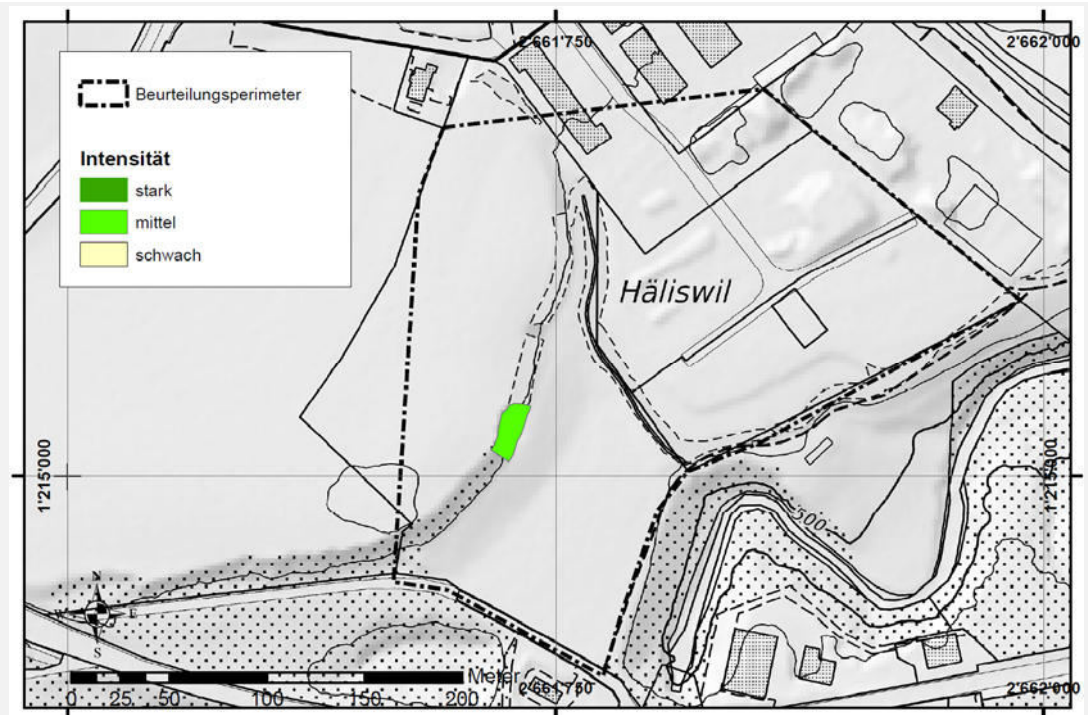 2'661'750
2'662'000
Beurteilungsperimeter
Intensität
stark
mittel
schwach
Häliswil
1'215'000
1'215'000
500
N
W E
S
Meter
0 25 50 100 150 200
2'661'750
2'662'000